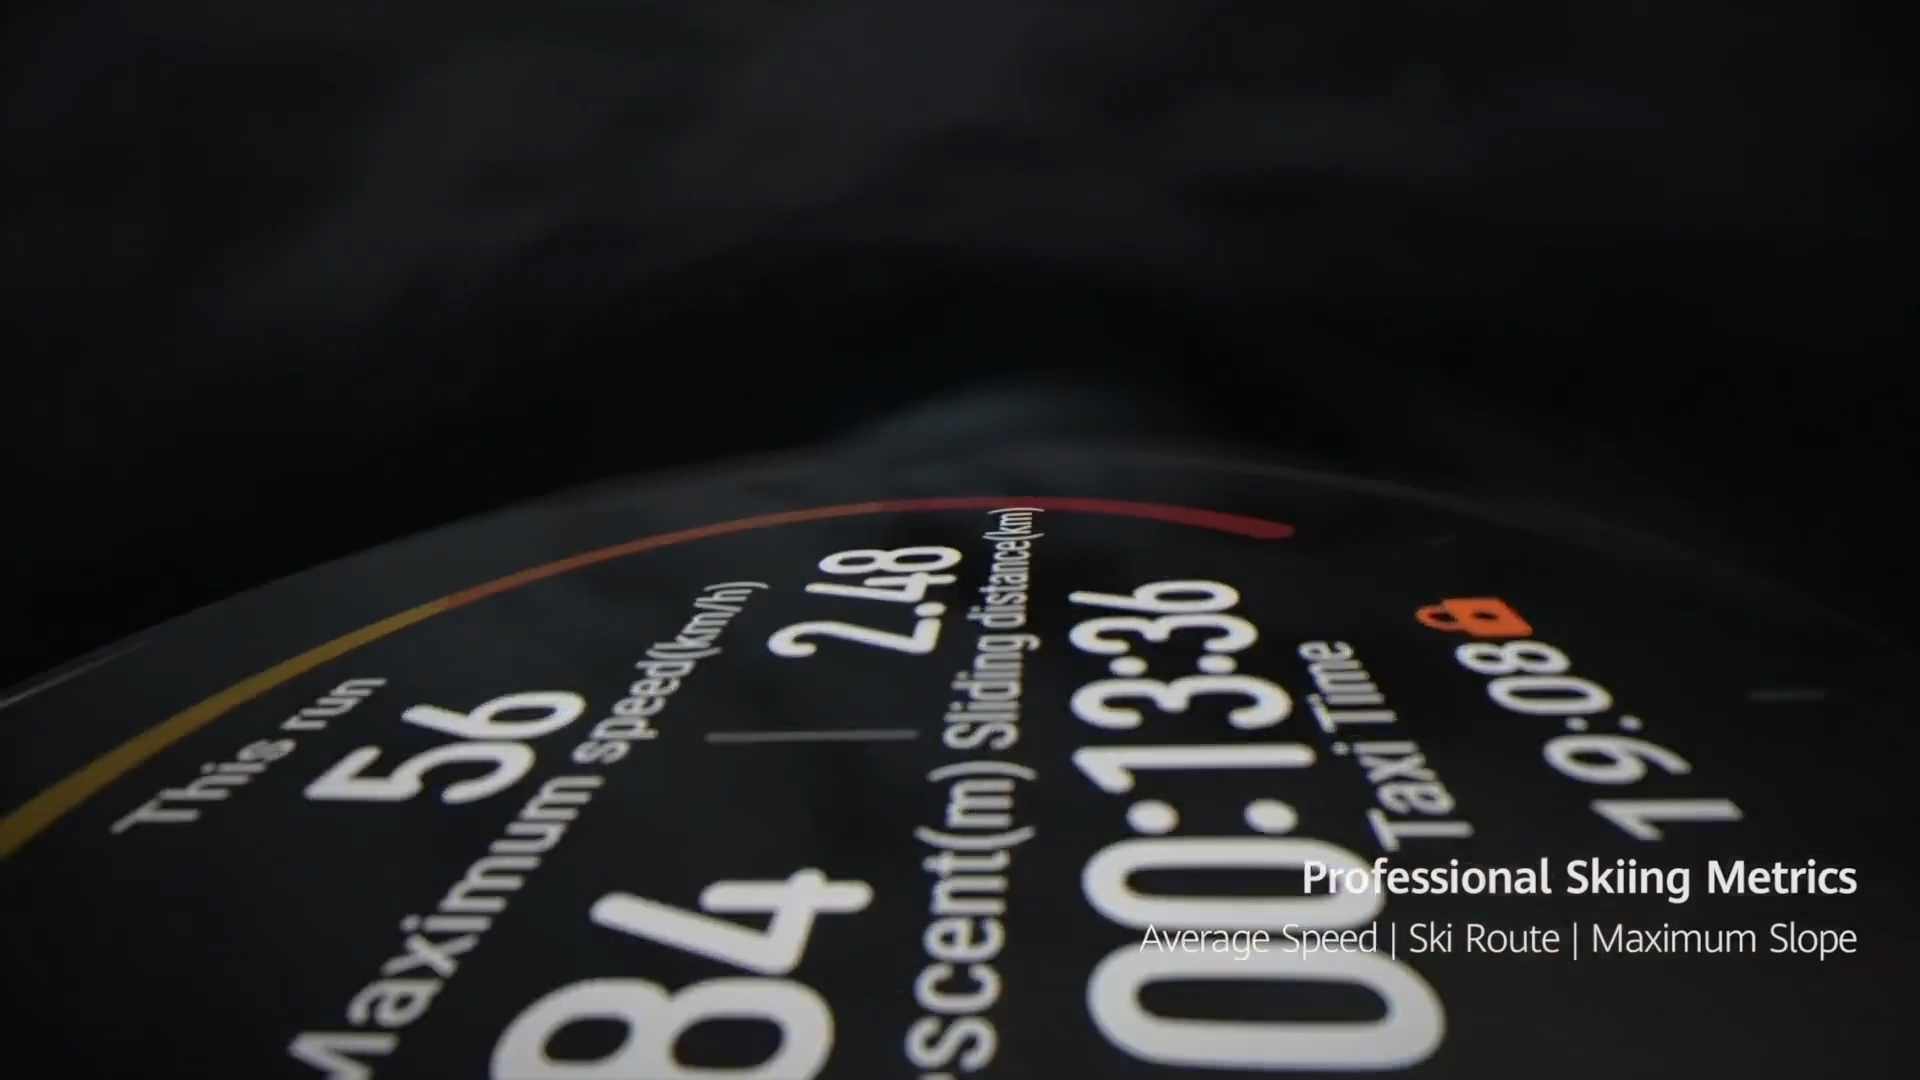 This run
56
Maximum speed(km/h)
84
2.48
scent(m)
Sliding distance(km)
00:13:36
Taxi Time
19:08
Professional Skiing Metrics
Average Speed | Ski Route | Maximum Slope